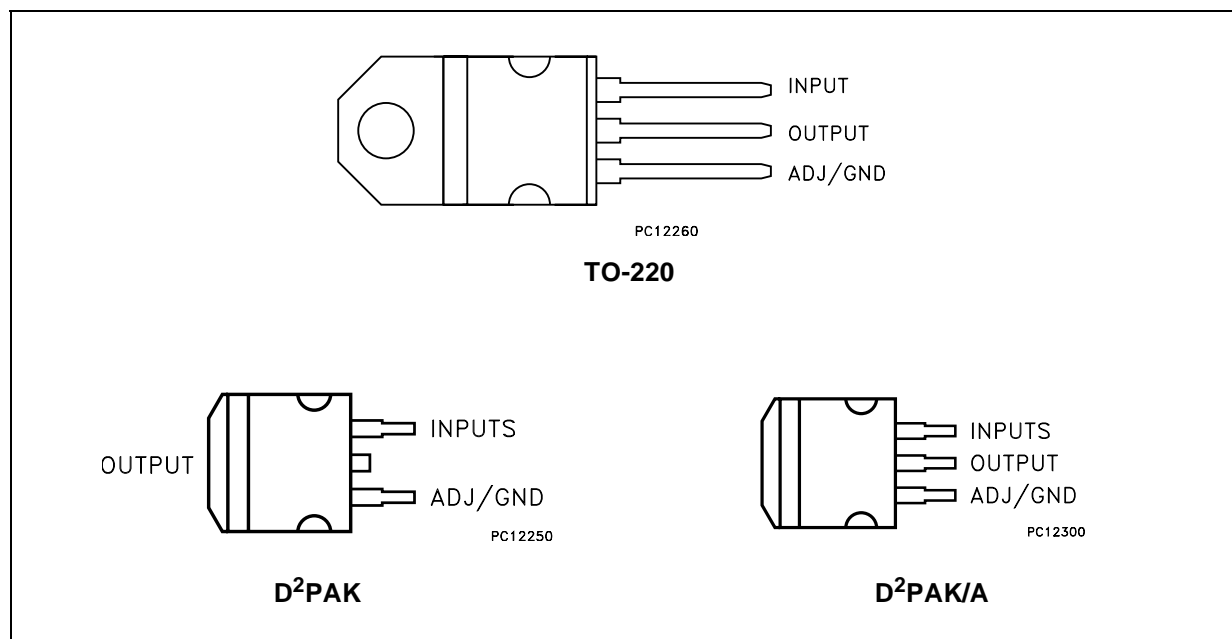 INPUT
OUTPUT
ADJ/GND
PC12260
TO-220
OUTPUT
INPUTS
ADJ/GND
PC12250
D²PAK
INPUTS
OUTPUT
ADJ/GND
PC12300
D²PAK/A